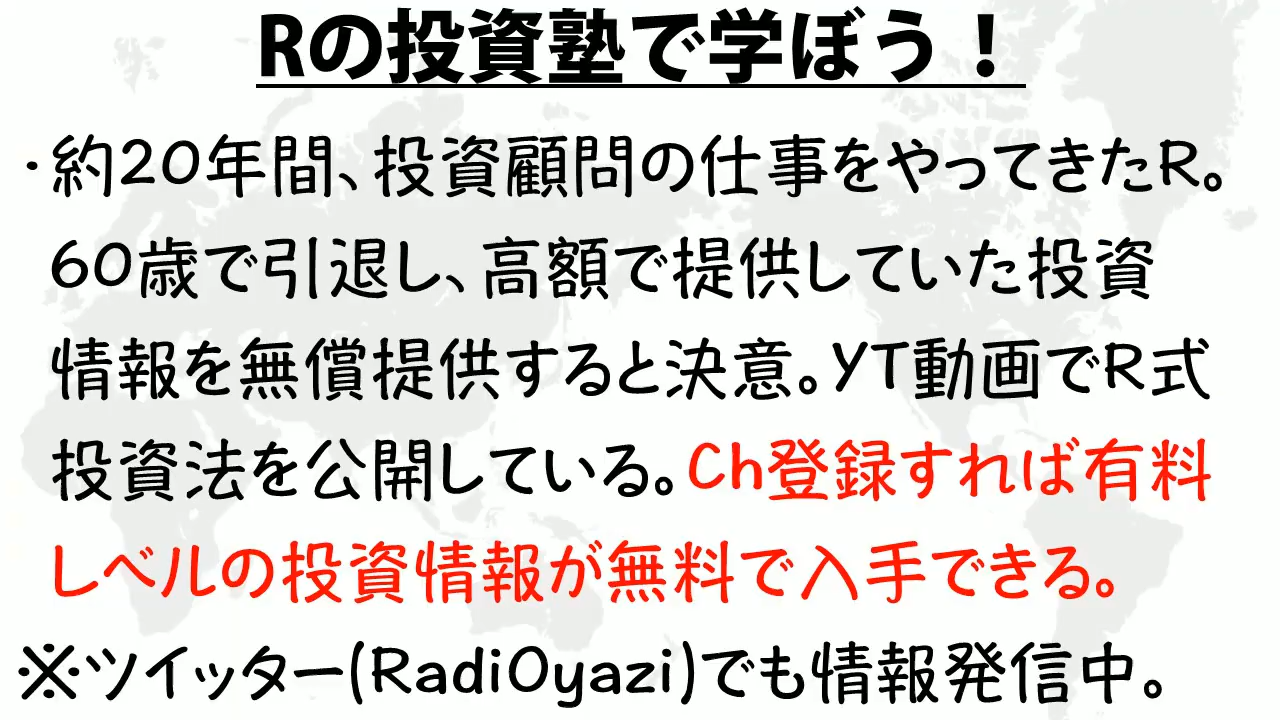 Rの投資塾で学ぼう！
・約20年間、投資顧問の仕事をやってきたR。
60歳で引退し、高額で提供していた投資
情報を無償提供すると決意。YT動画でR式
投資法を公開している。Ch登録すれば有料
レベルの投資情報が無料で入手できる。
※ツイッター(RadiOyazi)でも情報発信中。